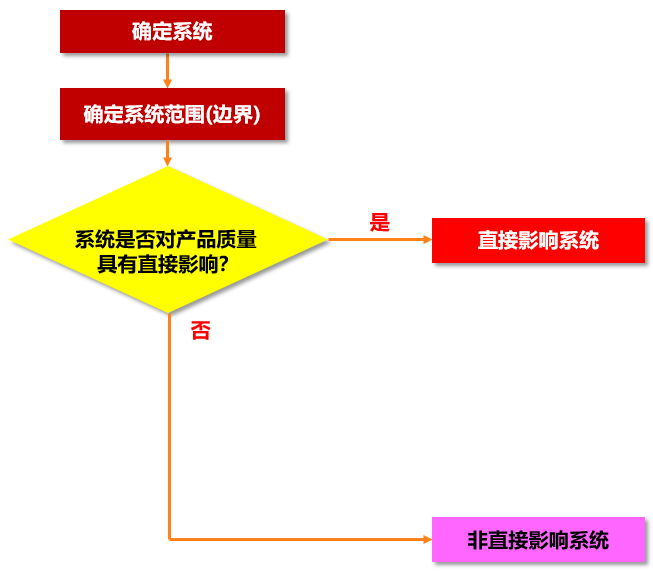 确定系统
确定系统范围(边界)
系统是否对产品质量
具有直接影响?
是
直接影响系统
否
非直接影响系统